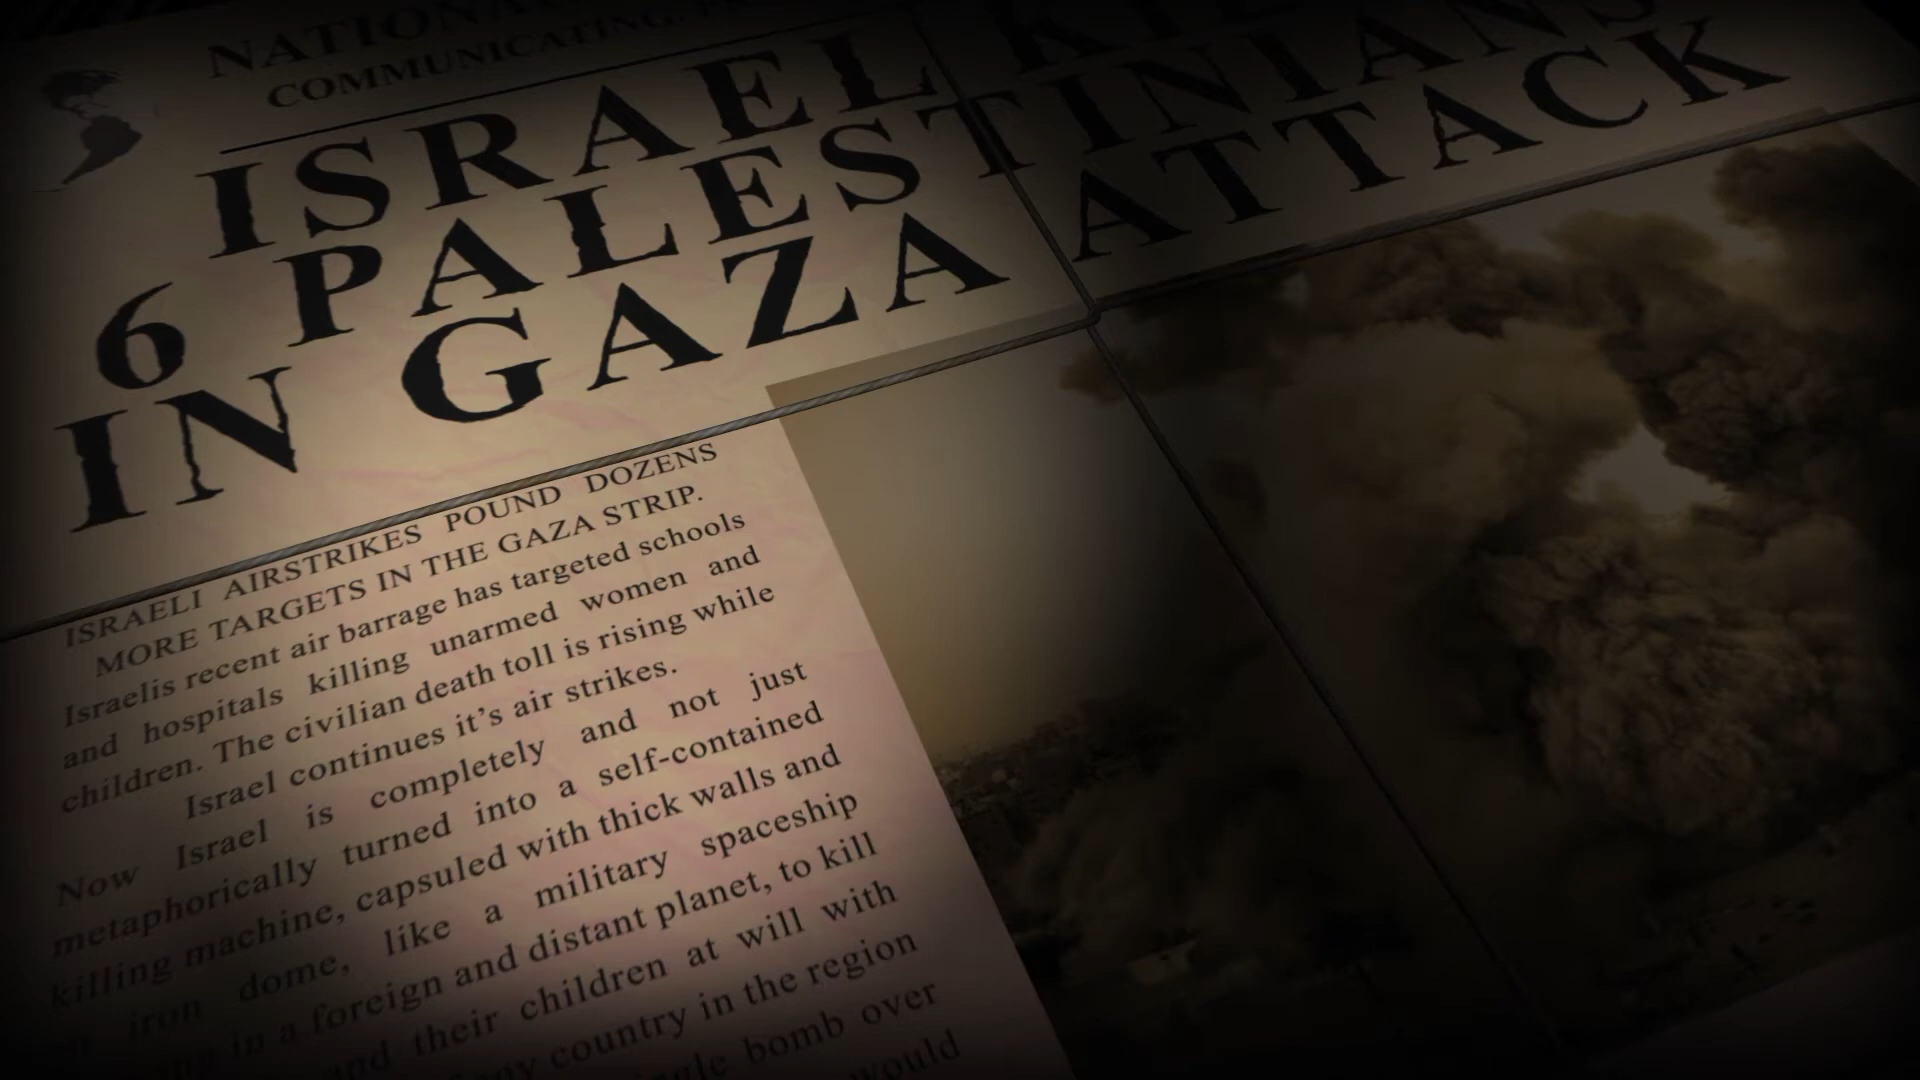 NATIONA
COMMUNICATING, P
ISRAEL KIL
6 PALESTINIANS
IN GAZA ATTACK
ISRAELI AIRSTRIKES POUND DOZENS
MORE TARGETS IN THE GAZA STRIP.
Israelis recent air barrage has targeted schools
and hospitals killing unarmed women and
children. The civilian death toll is rising while
Israel continues it’s air strikes.
Now Israel is completely and not just
metaphorically turned into a self-contained
killing machine, capsuled with thick walls and
iron dome, like a military spaceship
in a foreign and distant planet, to kill
and their children at will with
any country in the region
bomb over
would